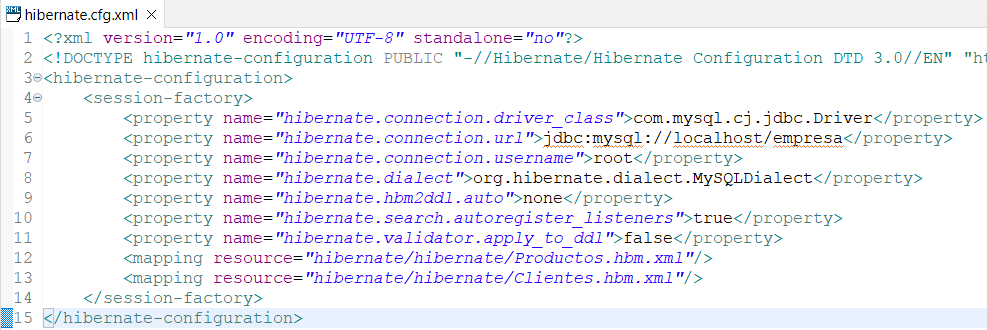 hibernate.cfg.xml
1 <?xml version="1.0" encoding="UTF-8" standalone="no"?>
2 <!DOCTYPE hibernate-configuration PUBLIC "-//Hibernate/Hibernate Configuration DTD 3.0//EN"
3 <hibernate-configuration>
4 <session-factory>
5 <property name="hibernate.connection.driver_class">com.mysql.cj.jdbc.Driver</property>
6 <property name="hibernate.connection.url">jdbc:mysql://localhost/empresa</property>
7 <property name="hibernate.connection.username">root</property>
8 <property name="hibernate.dialect">org.hibernate.dialect.MySQLDialect</property>
9 <property name="hibernate.hbm2ddl.auto">none</property>
10 <property name="hibernate.search.autoregister_listeners">true</property>
11 <property name="hibernate.validator.apply_to_ddl">false</property>
12 <mapping resource="hibernate/hibernate/Productos.hbm.xml"/>
13 <mapping resource="hibernate/hibernate/Clientes.hbm.xml"/>
14 </session-factory>
15 </hibernate-configuration>